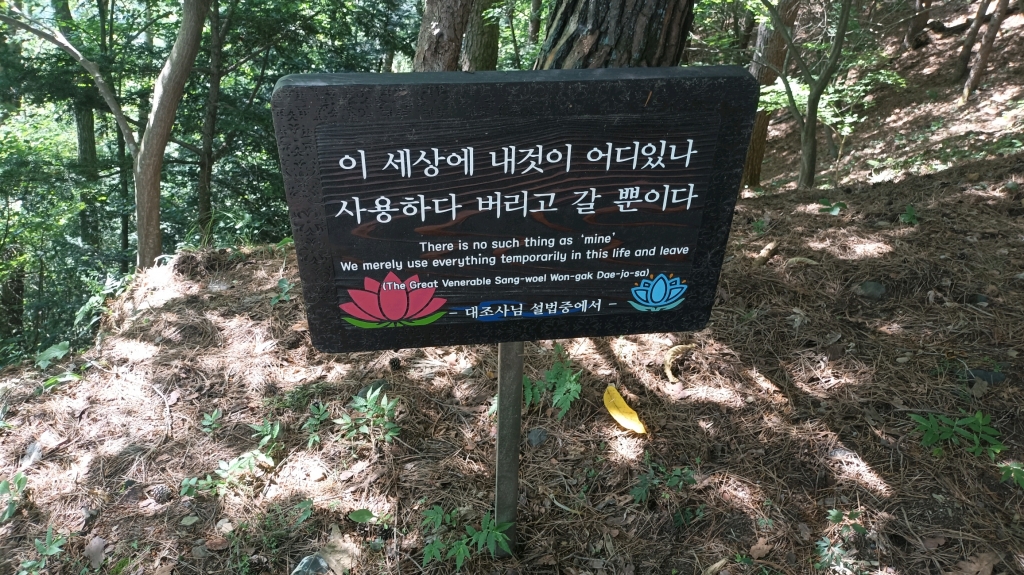 이 세상에 내것이 어디있나
사용하다 버리고 갈 뿐이다
There is no such thing as ‘mine’
We merely use everything temporarily in this life and leave
(The Great Venerable Sang-woel Won-gak Dae-jo-sa)
- 대조사님 설법중에서 -